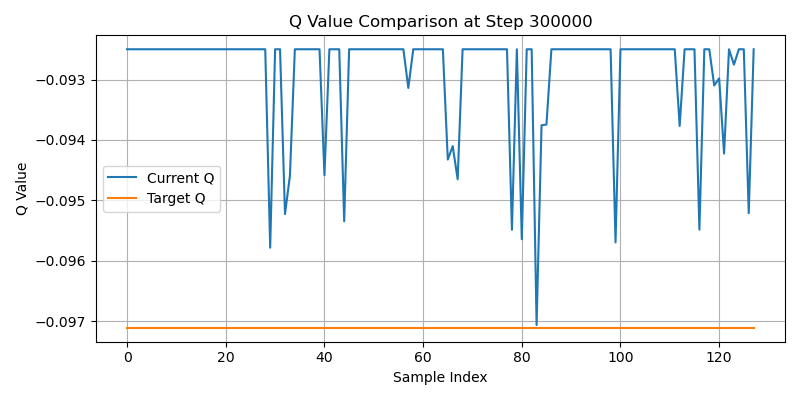 Q Value Comparison at Step 300000
Q Value
−0.093
−0.094
−0.095
−0.096
−0.097
Current Q
Target Q
0 20 40 60 80 100 120
Sample Index